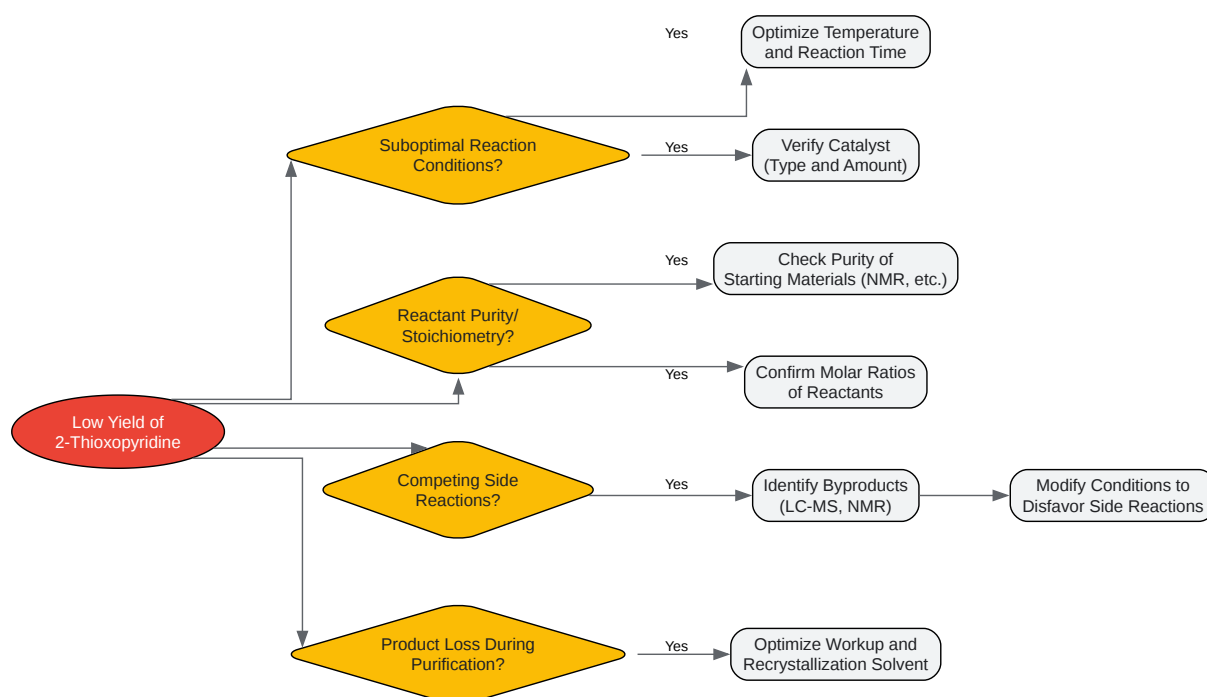 Yes
Optimize Temperature
and Reaction Time
Suboptimal Reaction
Conditions?
Yes
Verify Catalyst
(Type and Amount)
Yes
Check Purity of
Starting Materials (NMR, etc.)
Reactant Purity/
Stoichiometry?
Yes
Confirm Molar Ratios
of Reactants
Low Yield of
2-Thioxopyridine
Competing Side
Reactions?
Yes
Identify Byproducts
(LC-MS, NMR)
Modify Conditions to
Disfavor Side Reactions
Product Loss During
Purification?
Yes
Optimize Workup and
Recrystallization Solvent